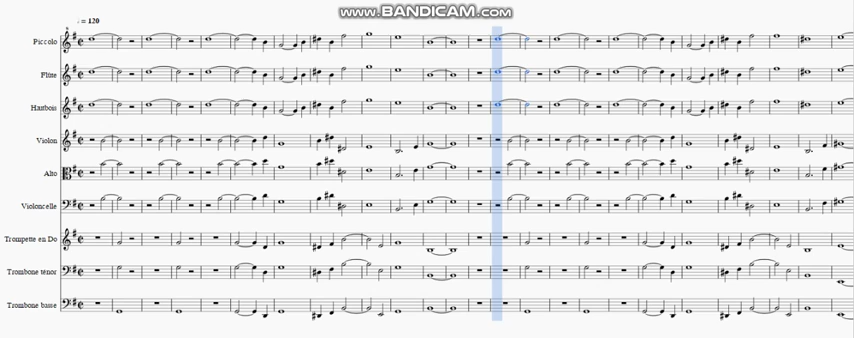 www.BANDICAM.com
♩ = 120
Piccolo
Flûte
Hautbois
Violon
Alto
Violoncelle
Trompette en Do
Trombone ténor
Trombone basse